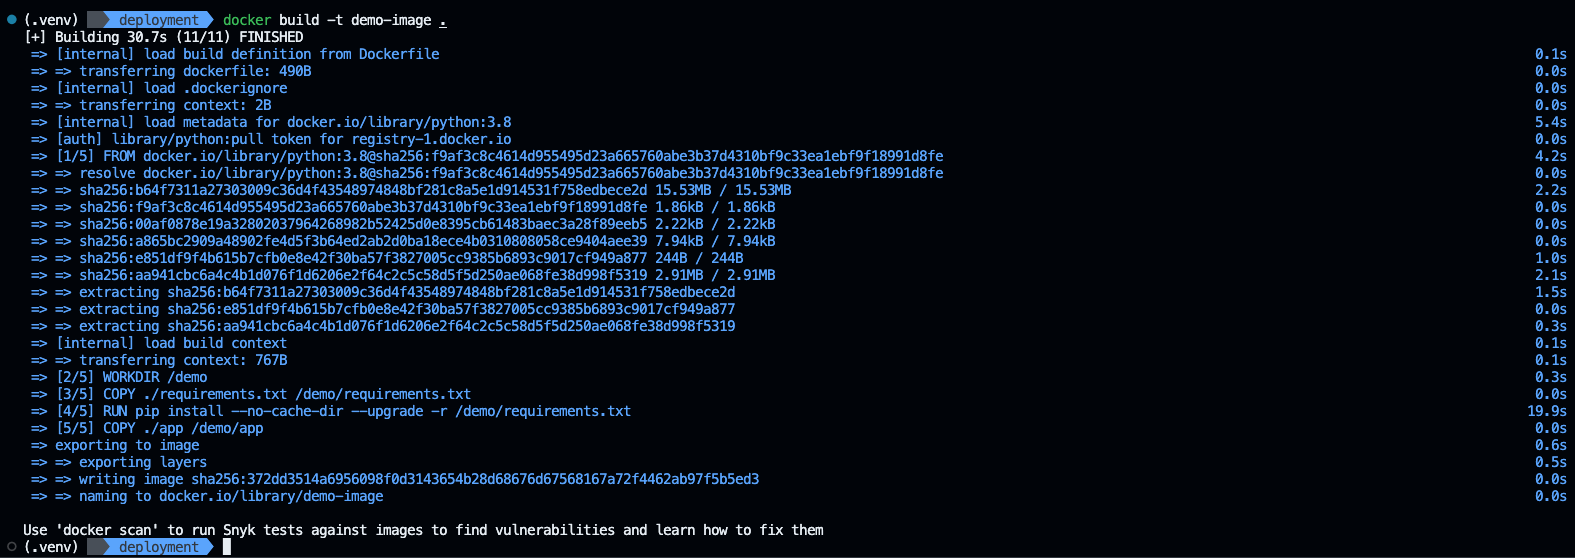 (.venv) deployment docker build -t demo-image .
[+] Building 30.7s (11/11) FINISHED
=> [internal] load build definition from Dockerfile 0.1s
=> => transferring dockerfile: 490B 0.0s
=> [internal] load .dockerignore 0.0s
=> => transferring context: 2B 0.0s
=> [internal] load metadata for docker.io/library/python:3.8 5.4s
=> [auth] library/python:pull token for registry-1.docker.io 0.0s
=> [1/5] FROM docker.io/library/python:3.8@sha256:f9af3c8c4614d955495d23a665760abe3b37d4310bf9c33ea1ebf9f18991d8fe 4.2s
=> => resolve docker.io/library/python:3.8@sha256:f9af3c8c4614d955495d23a665760abe3b37d4310bf9c33ea1ebf9f18991d8fe 0.0s
=> => sha256:b64f7311a27303009c36d4f43548974848bf281c8a5e1d914531f758edbece2d 15.53MB / 15.53MB 2.2s
=> => sha256:f9af3c8c4614d955495d23a665760abe3b37d4310bf9c33ea1ebf9f18991d8fe 1.86kB / 1.86kB 0.0s
=> => sha256:00af0878e19a32802037964268982b52425d0e8395cb61483baec3a28f89eeb5 2.22kB / 2.22kB 0.0s
=> => sha256:a865bc2909a48902fe4d5f3b64ed2ab2d0ba18ece4b0310808058ce9404aee39 7.94kB / 7.94kB 0.0s
=> => sha256:e851df9f4b615b7cfb0e8e42f30ba57f3827005cc9385b6893c9017cf949a877 244B / 244B 1.0s
=> => sha256:aa941cbc6a4c4b1d076f1d6206e2f64c2c5c58d5f5d250ae068fe38d998f5319 2.91MB / 2.91MB 2.1s
=> => extracting sha256:b64f7311a27303009c36d4f43548974848bf281c8a5e1d914531f758edbece2d 1.5s
=> => extracting sha256:e851df9f4b615b7cfb0e8e42f30ba57f3827005cc9385b6893c9017cf949a877 0.0s
=> => extracting sha256:aa941cbc6a4c4b1d076f1d6206e2f64c2c5c58d5f5d250ae068fe38d998f5319 0.3s
=> [internal] load build context 0.1s
=> => transferring context: 767B 0.1s
=> [2/5] WORKDIR /demo 0.3s
=> [3/5] COPY ./requirements.txt /demo/requirements.txt 0.0s
=> [4/5] RUN pip install --no-cache-dir --upgrade -r /demo/requirements.txt 19.9s
=> [5/5] COPY ./app /demo/app 0.0s
=> exporting to image 0.6s
=> => exporting layers 0.5s
=> => writing image sha256:372dd3514a6956098f0d3143654b28d68676d67568167a72f4462ab97f5b5ed3 0.0s
=> => naming to docker.io/library/demo-image 0.0s
Use 'docker scan' to run Snyk tests against images to find vulnerabilities and learn how to fix them
(.venv) deployment